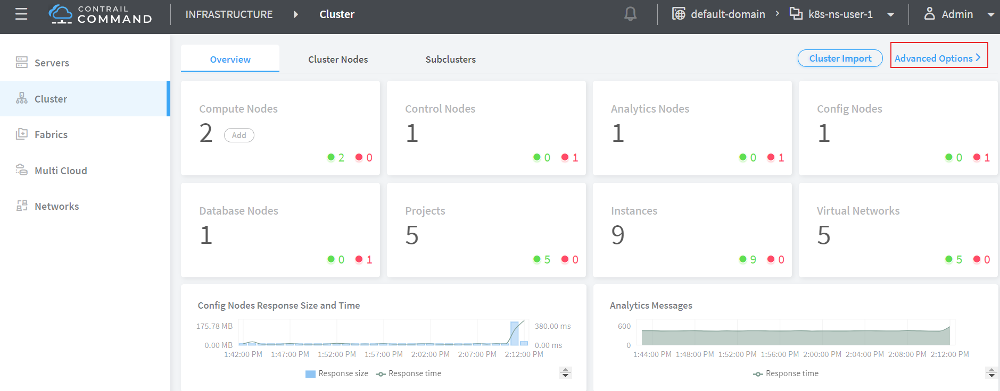 CONTRAIL
COMMAND
INFRASTRUCTURE
Cluster
default-domain
k8s-ns-user-1
Admin
Servers
Cluster
Fabrics
Multi Cloud
Networks
Overview
Cluster Nodes
Subclusters
Cluster Import
Advanced Options
Compute Nodes
2
Add
2 0
Control Nodes
1
0 1
Analytics Nodes
1
0 1
Config Nodes
1
0 1
Database Nodes
1
0 1
Projects
5
5 0
Instances
9
9 0
Virtual Networks
5
5 0
Config Nodes Response Size and Time
175.78 MB
380.00 ms
0.00 MB
0.00 ms
1:42:00 PM 1:47:00 PM 1:52:00 PM 1:57:00 PM 2:02:00 PM 2:07:00 PM 2:12:00 PM
Response size Response time
Analytics Messages
600
0
1:44:00 PM 1:48:00 PM 1:52:00 PM 1:56:00 PM 2:00:00 PM 2:04:00 PM 2:08:00 PM 2:12:00 PM
Response time